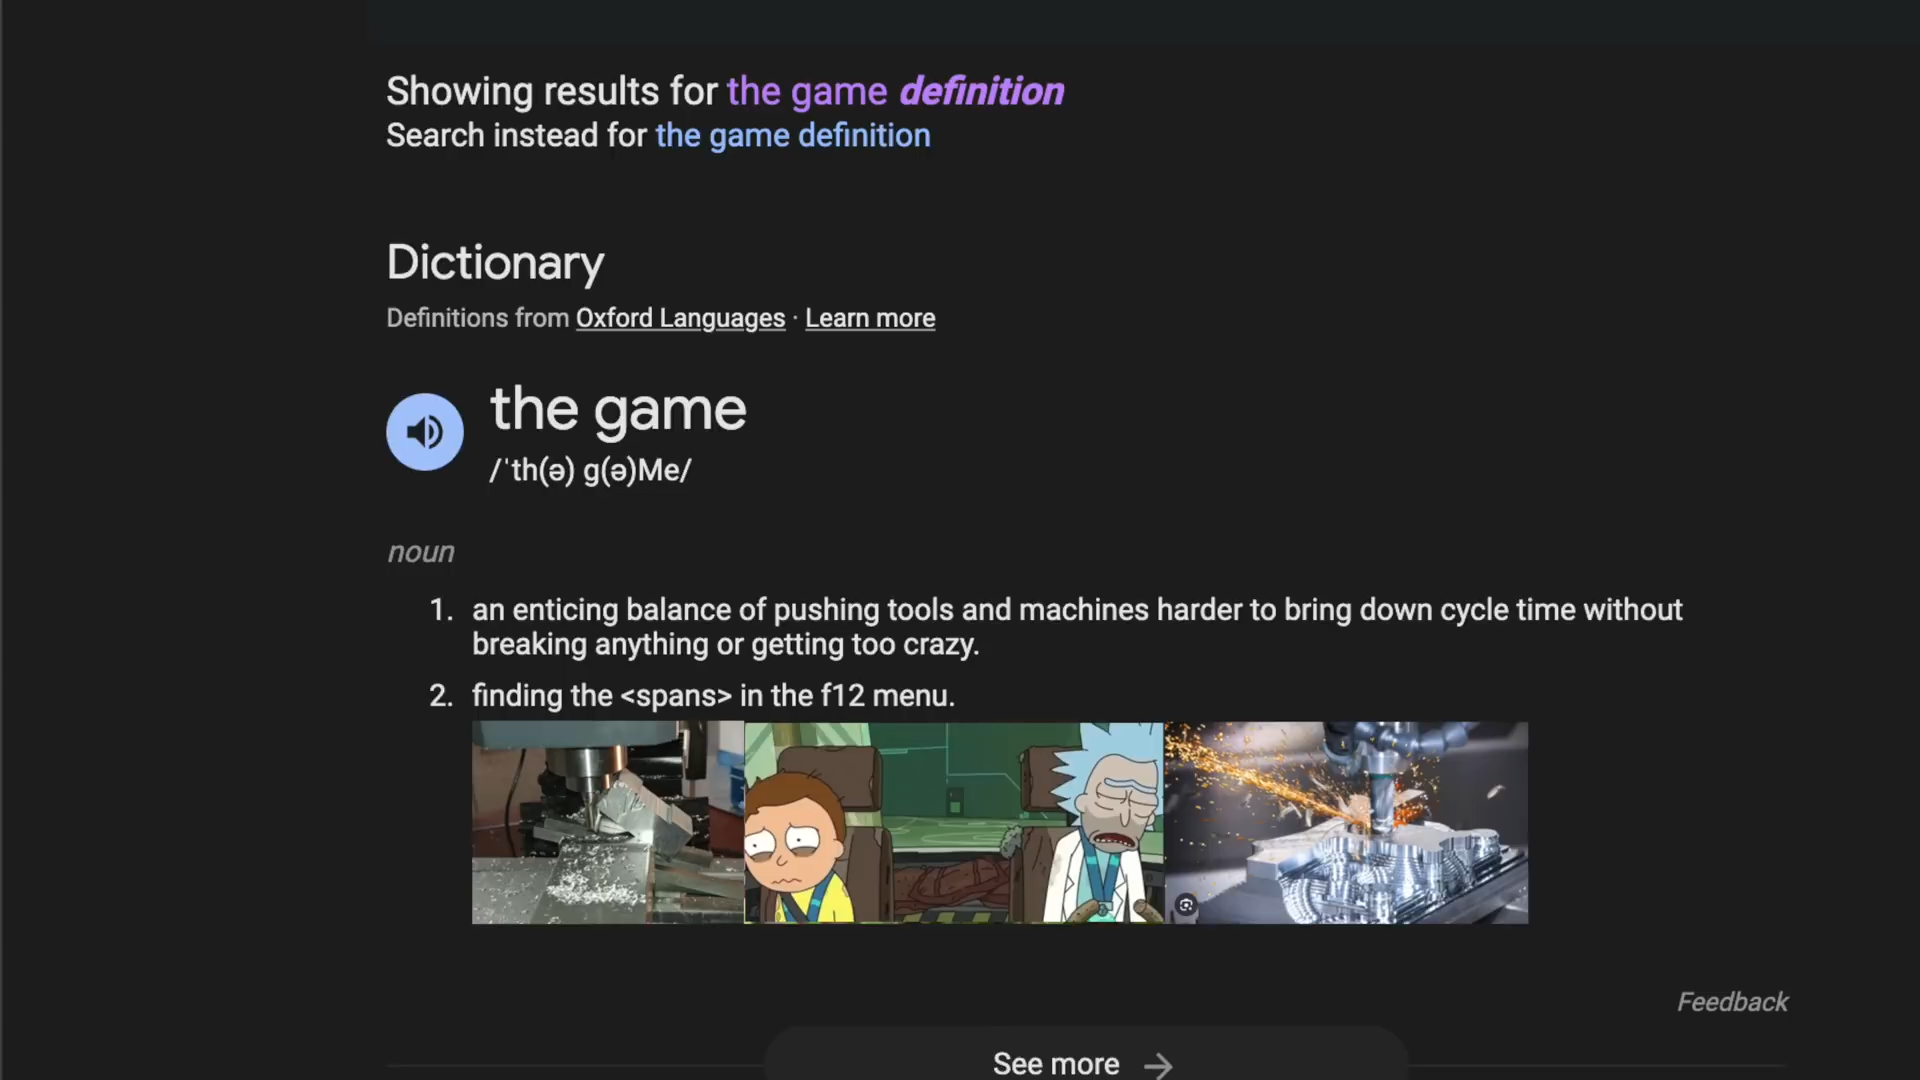 Showing results for the game definition
Search instead for the game definition
Dictionary
Definitions from Oxford Languages · Learn more
the game
/ˈth(ə) g(ə)Me/
noun
1. an enticing balance of pushing tools and machines harder to bring down cycle time without
breaking anything or getting too crazy.
2. finding the <spans> in the f12 menu.
Feedback
See more